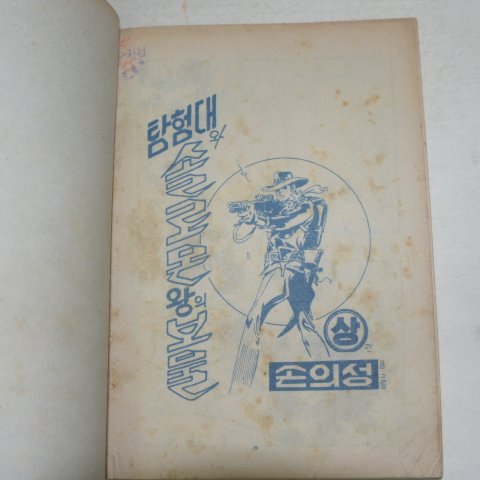 탐험대와
솔로몬
왕의 보물
상권
손의성